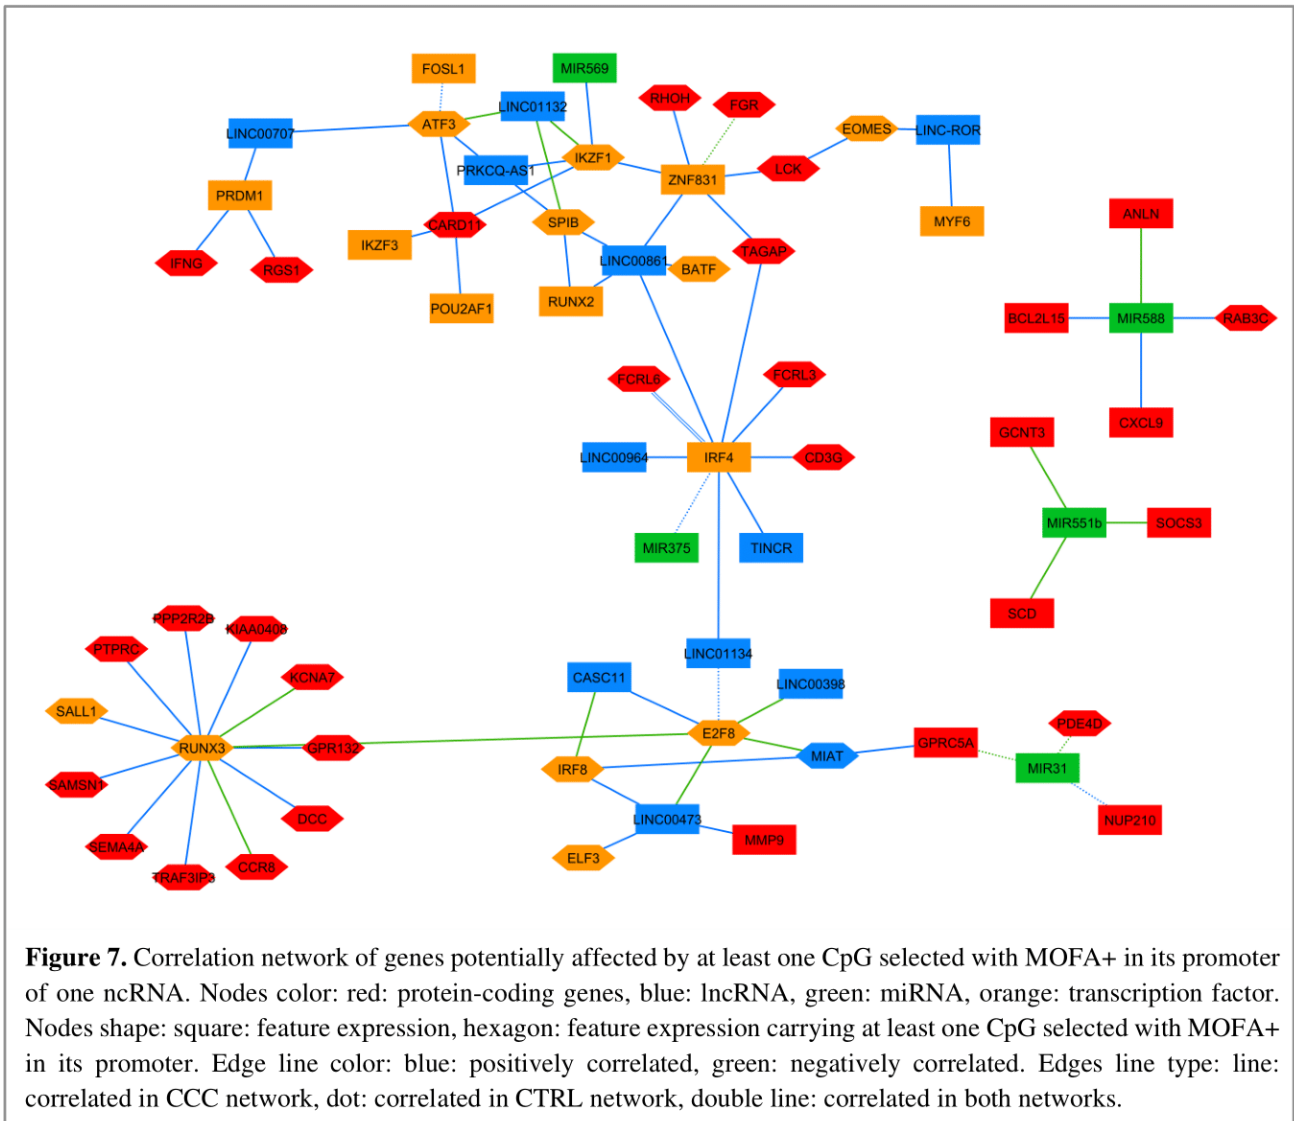 FOSL1
MIR569
LINC01132
RHOH
FGR
LINC00707
ATF3
EOMES
LINC-ROR
PRKCQ-AS1
IKZF1
ZNF831
LCK
PRDM1
CARD11
SPIB
MYF6
ANLN
IKZF3
IFNG
RGS1
LINC00861
BATF
TAGAP
POU2AF1
RUNX2
BCL2L15
MIR588
RAB3C
FCRL6
FCRL3
CXCL9
GCNT3
LINC00964
IRF4
CD3G
MIR551b
SOCS3
MIR375
TINCR
SCD
PPP2R2B
KIAA0408
PTPRC
LINC01134
KCNA7
CASC11
LINC00398
SALL1
E2F8
PDE4D
RUNX3
GPR132
GPRC5A
MIAT
IRF8
MIR31
SAMSN1
DCC
LINC00473
NUP210
MMP9
SEMA4A
ELF3
CCR8
TRAF3IP3
Figure 7. Correlation network of genes potentially affected by at least one CpG selected with MOFA+ in its promoter
of one ncRNA. Nodes color: red: protein-coding genes, blue: lncRNA, green: miRNA, orange: transcription factor.
Nodes shape: square: feature expression, hexagon: feature expression carrying at least one CpG selected with MOFA+
in its promoter. Edge line color: blue: positively correlated, green: negatively correlated. Edges line type: line:
correlated in CCC network, dot: correlated in CTRL network, double line: correlated in both networks.